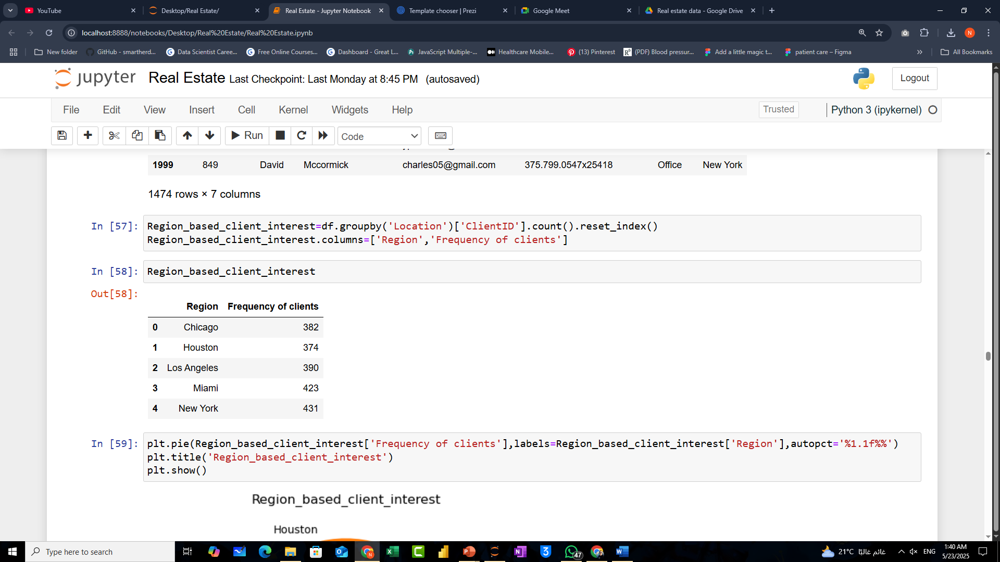 YouTube
Desktop/Real Estate/
Real Estate - Jupyter Notebook
Template chooser | Prezi
Google Meet
Real estate data - Google Drive
localhost:8888/notebooks/Desktop/Real%20Estate/Real%20Estate.ipynb
N
New folder
GitHub - smartherd...
Data Scientist Caree...
Free Online Courses...
Dashboard - Great L...
JavaScript Multiple-...
Healthcare Mobile...
(13) Pinterest
(PDF) Blood pressur...
Add a little magic t...
patient care – Figma
All Bookmarks
jupyter Real Estate Last Checkpoint: Last Monday at 8:45 PM (autosaved)
Logout
File Edit View Insert Cell Kernel Widgets Help
Trusted
Python 3 (ipykernel)
Run
Code
1999 849 David Mccormick charles05@gmail.com 375.799.0547x25418 Office New York
1474 rows × 7 columns
In [57]: Region_based_client_interest=df.groupby('Location')['ClientID'].count().reset_index()
Region_based_client_interest.columns=['Region','Frequency of clients']
In [58]: Region_based_client_interest
Out[58]:
Region Frequency of clients
0 Chicago 382
1 Houston 374
2 Los Angeles 390
3 Miami 423
4 New York 431
In [59]: plt.pie(Region_based_client_interest['Frequency of clients'],labels=Region_based_client_interest['Region'],autopct='%1.1f%%')
plt.title('Region_based_client_interest')
plt.show()
Region_based_client_interest
Houston
Type here to search
47
21°C غائم غالبًا
ENG
1:40 AM
5/23/2025